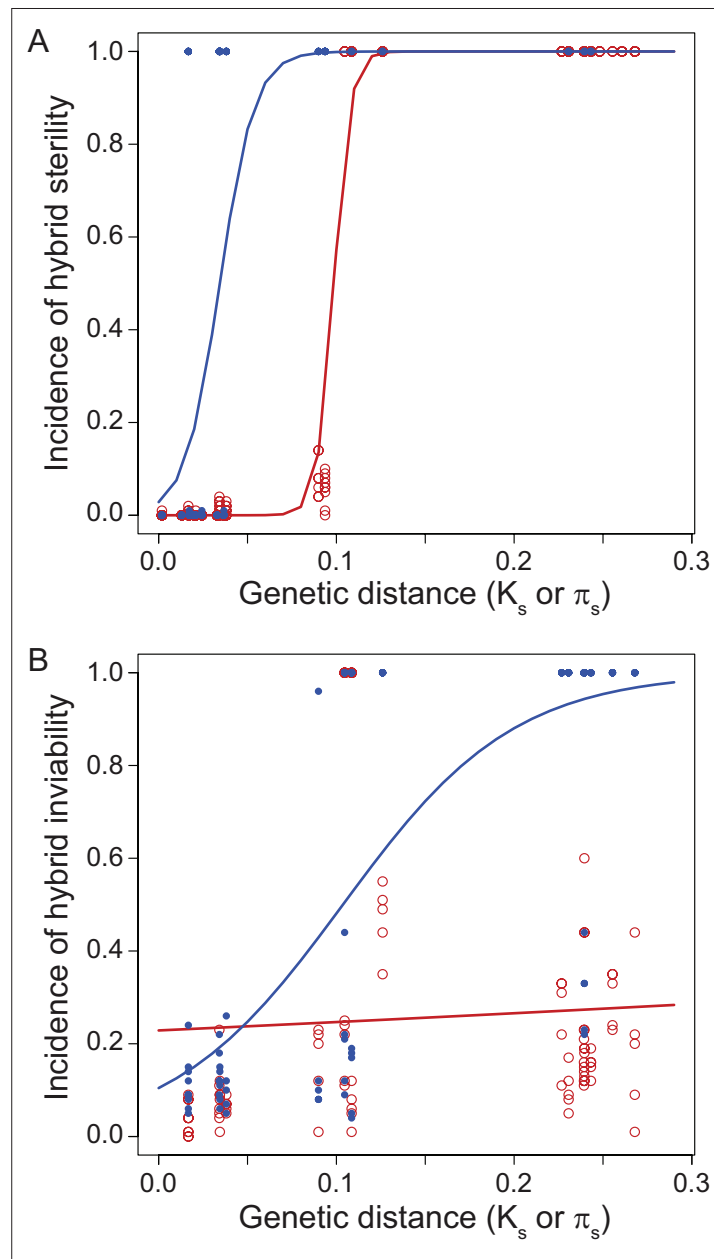 A
Incidence of hybrid sterility
1.0
0.8
0.6
0.4
0.2
0.0
0.0 0.1 0.2 0.3
Genetic distance (Ks or πs)
B
Incidence of hybrid inviability
1.0
0.8
0.6
0.4
0.2
0.0
0.0 0.1 0.2 0.3
Genetic distance (Ks or πs)